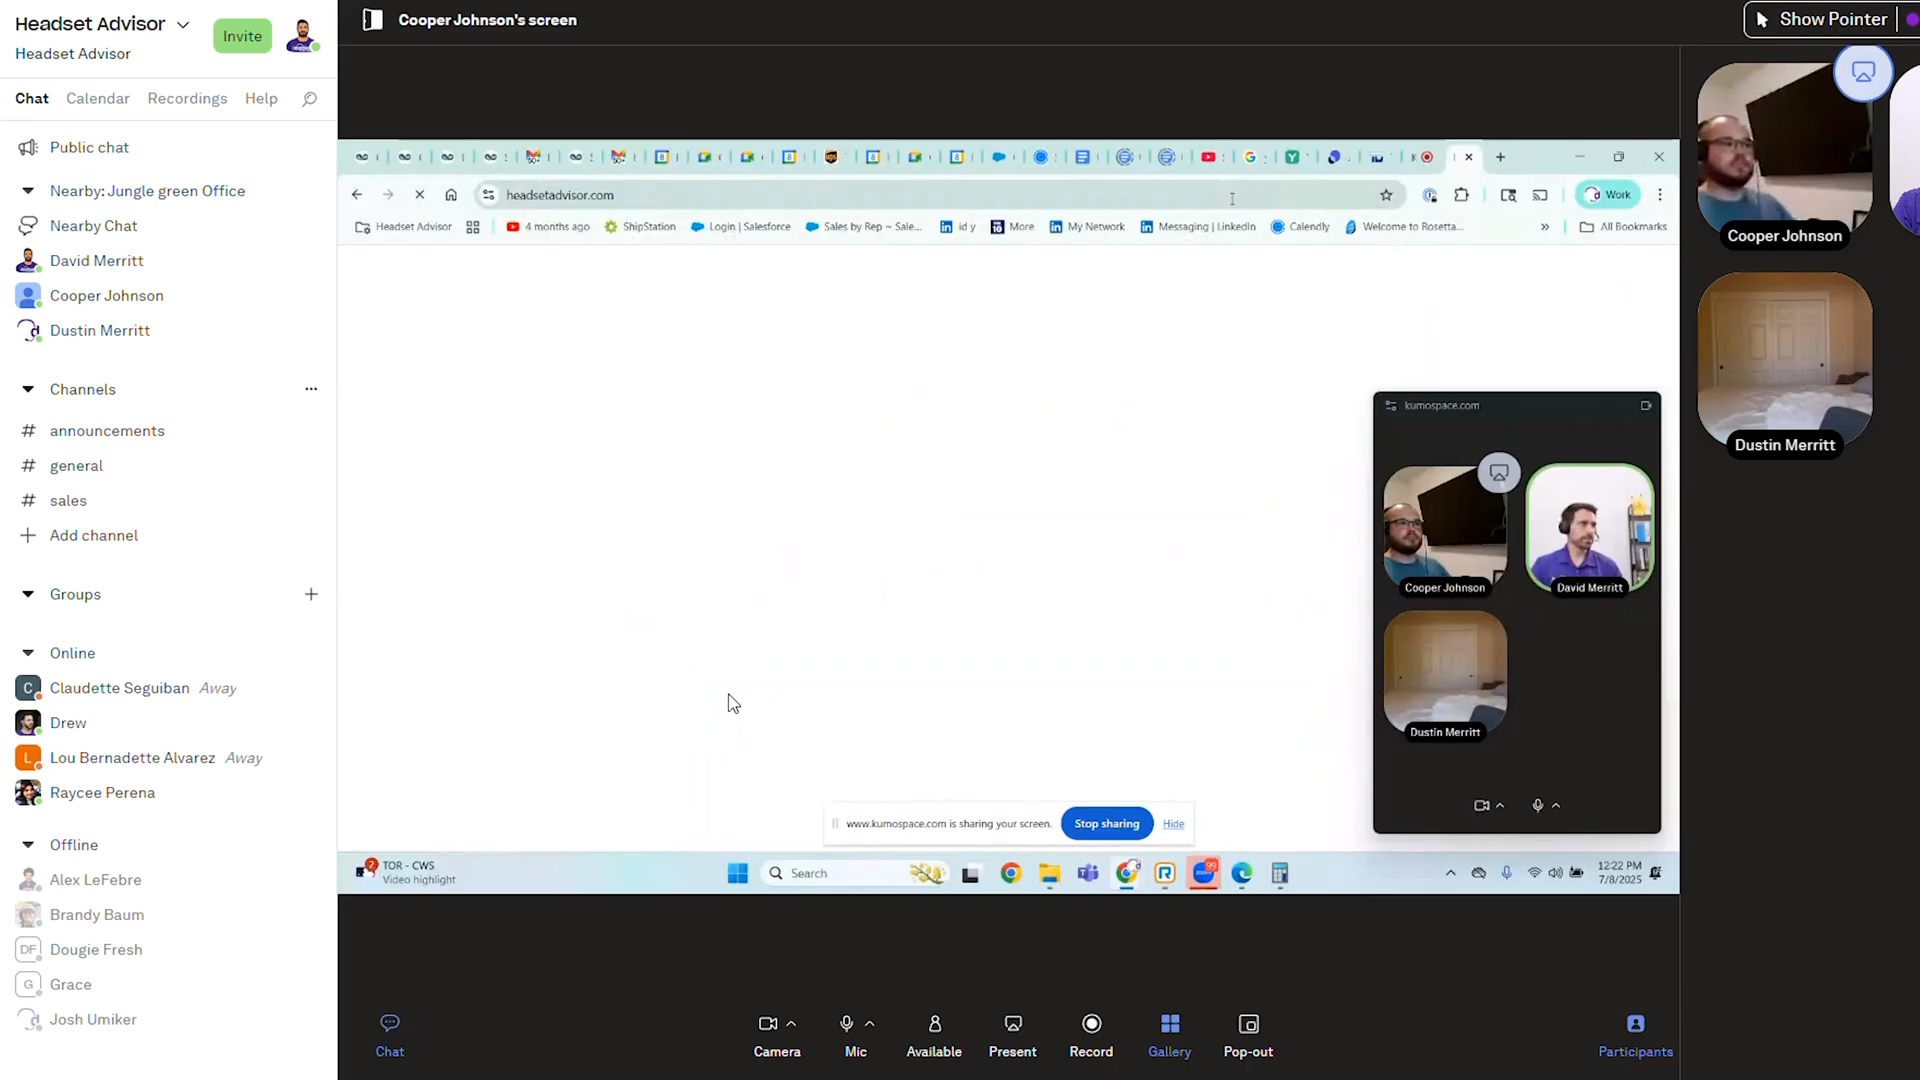 Headset Advisor
Headset Advisor
Invite
Chat Calendar Recordings Help
Public chat
Nearby: Jungle green Office
Nearby Chat
David Merritt
Cooper Johnson
Dustin Merritt
Channels
# announcements
# general
# sales
Add channel
Groups
Online
C Claudette Seguiban Away
Drew
L Lou Bernadette Alvarez Away
Raycee Perena
Offline
Alex LeFebre
Brandy Baum
DF Dougie Fresh
G Grace
Josh Umiker
Cooper Johnson's screen
Show Pointer
headsetadvisor.com
Work
Headset Advisor
4 months ago
ShipStation
Login | Salesforce
Sales by Rep ~ Sale...
id y
More
My Network
Messaging | LinkedIn
Calendly
Welcome to Rosetta...
All Bookmarks
kumospace.com
Cooper Johnson
David Merritt
Dustin Merritt
www.kumospace.com is sharing your screen.
Stop sharing
Hide
2
TOR - CWS
Video highlight
Search
99
12:22 PM
7/8/2025
Cooper Johnson
Dustin Merritt
Chat
Camera
Mic
Available
Present
Record
Gallery
Pop-out
Participants